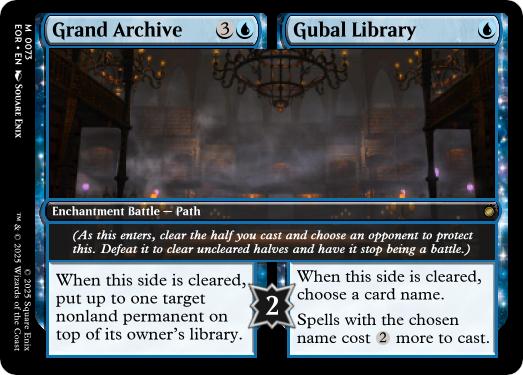 Grand Archive 3
Gubal Library
Enchantment Battle — Path
(As this enters, clear the half you cast and choose an opponent to protect
this. Defeat it to clear uncleared halves and have it stop being a battle.)
When this side is cleared,
put up to one target
nonland permanent on
top of its owner's library.
2
When this side is cleared,
choose a card name.
Spells with the chosen
name cost 2 more to cast.
M 0073
EOR • EN SQUARE ENIX
™ & © 2025 Wizards of the Coast
© 2025 Square Enix